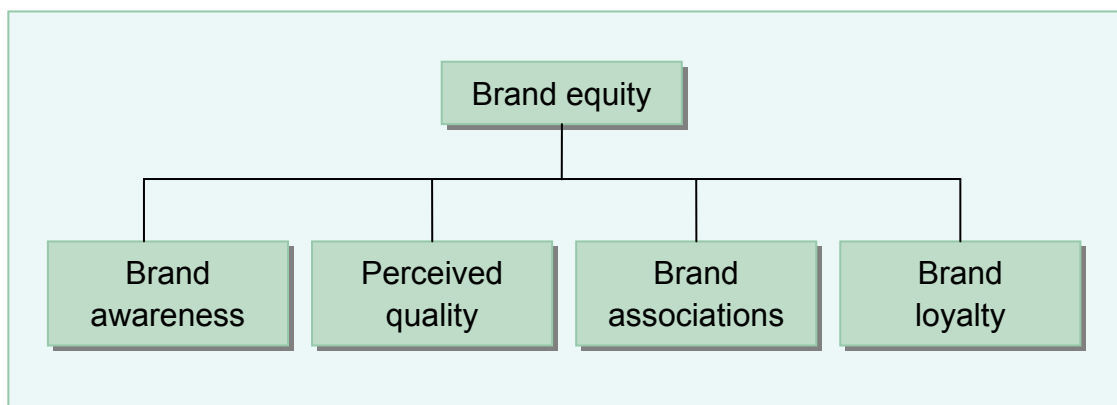 Brand equity
Brand
awareness
Perceived
quality
Brand
associations
Brand
loyalty